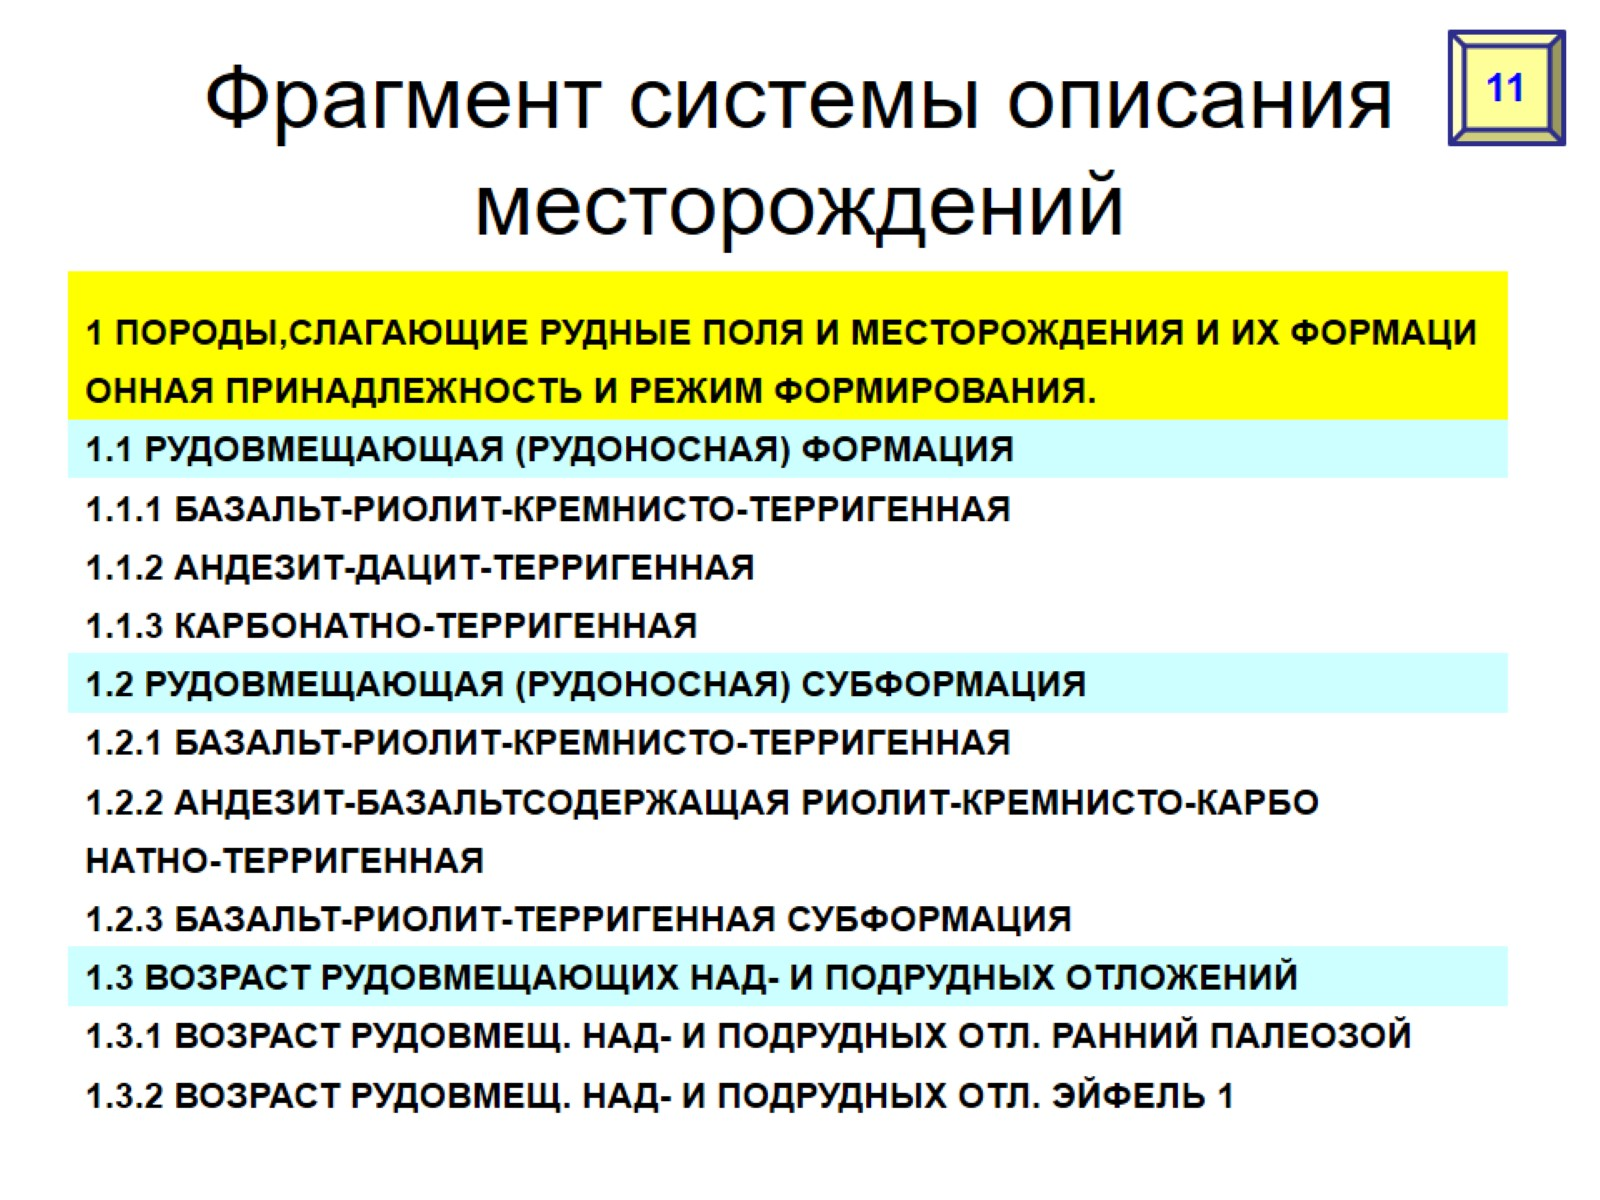 Фрагмент системы описания
месторождений
11
1 ПОРОДЫ,СЛАГАЮЩИЕ РУДНЫЕ ПОЛЯ И МЕСТОРОЖДЕНИЯ И ИХ ФОРМАЦИ
ОННАЯ ПРИНАДЛЕЖНОСТЬ И РЕЖИМ ФОРМИРОВАНИЯ.
1.1 РУДОВМЕЩАЮЩАЯ (РУДОНОСНАЯ) ФОРМАЦИЯ
1.1.1 БАЗАЛЬТ-РИОЛИТ-КРЕМНИСТО-ТЕРРИГЕННАЯ
1.1.2 АНДЕЗИТ-ДАЦИТ-ТЕРРИГЕННАЯ
1.1.3 КАРБОНАТНО-ТЕРРИГЕННАЯ
1.2 РУДОВМЕЩАЮЩАЯ (РУДОНОСНАЯ) СУБФОРМАЦИЯ
1.2.1 БАЗАЛЬТ-РИОЛИТ-КРЕМНИСТО-ТЕРРИГЕННАЯ
1.2.2 АНДЕЗИТ-БАЗАЛЬТСОДЕРЖАЩАЯ РИОЛИТ-КРЕМНИСТО-КАРБО
НАТНО-ТЕРРИГЕННАЯ
1.2.3 БАЗАЛЬТ-РИОЛИТ-ТЕРРИГЕННАЯ СУБФОРМАЦИЯ
1.3 ВОЗРАСТ РУДОВМЕЩАЮЩИХ НАД- И ПОДРУДНЫХ ОТЛОЖЕНИЙ
1.3.1 ВОЗРАСТ РУДОВМЕЩ. НАД- И ПОДРУДНЫХ ОТЛ. РАННИЙ ПАЛЕОЗОЙ
1.3.2 ВОЗРАСТ РУДОВМЕЩ. НАД- И ПОДРУДНЫХ ОТЛ. ЭЙФЕЛЬ 1